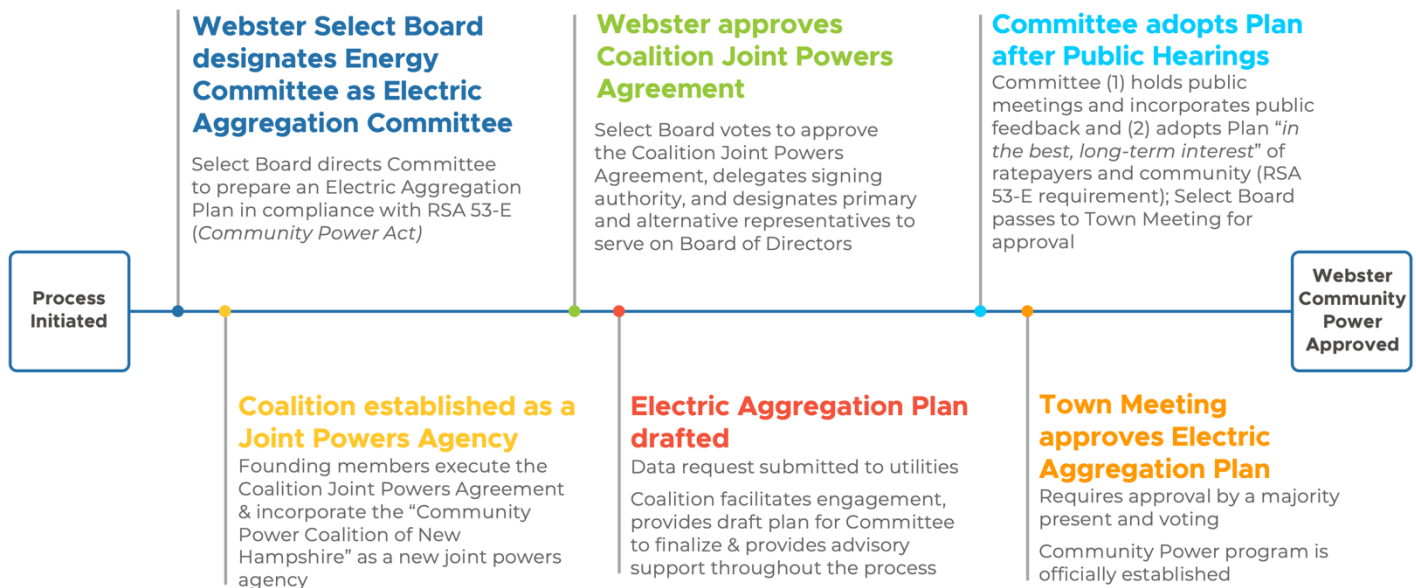 Process
Initiated
Webster Select Board
designates Energy
Committee as Electric
Aggregation Committee
Select Board directs Committee
to prepare an Electric Aggregation
Plan in compliance with RSA 53-E
(Community Power Act)
Coalition established as a
Joint Powers Agency
Founding members execute the
Coalition Joint Powers Agreement
& incorporate the “Community
Power Coalition of New
Hampshire” as a new joint powers
agency
Webster approves
Coalition Joint Powers
Agreement
Select Board votes to approve
the Coalition Joint Powers
Agreement, delegates signing
authority, and designates primary
and alternative representatives to
serve on Board of Directors
Electric Aggregation Plan
drafted
Data request submitted to utilities
Coalition facilitates engagement,
provides draft plan for Committee
to finalize & provides advisory
support throughout the process
Committee adopts Plan
after Public Hearings
Committee (1) holds public
meetings and incorporates public
feedback and (2) adopts Plan “in
the best, long-term interest” of
ratepayers and community (RSA
53-E requirement); Select Board
passes to Town Meeting for
approval
Town Meeting
approves Electric
Aggregation Plan
Requires approval by a majority
present and voting
Community Power program is
officially established
Webster
Community
Power
Approved